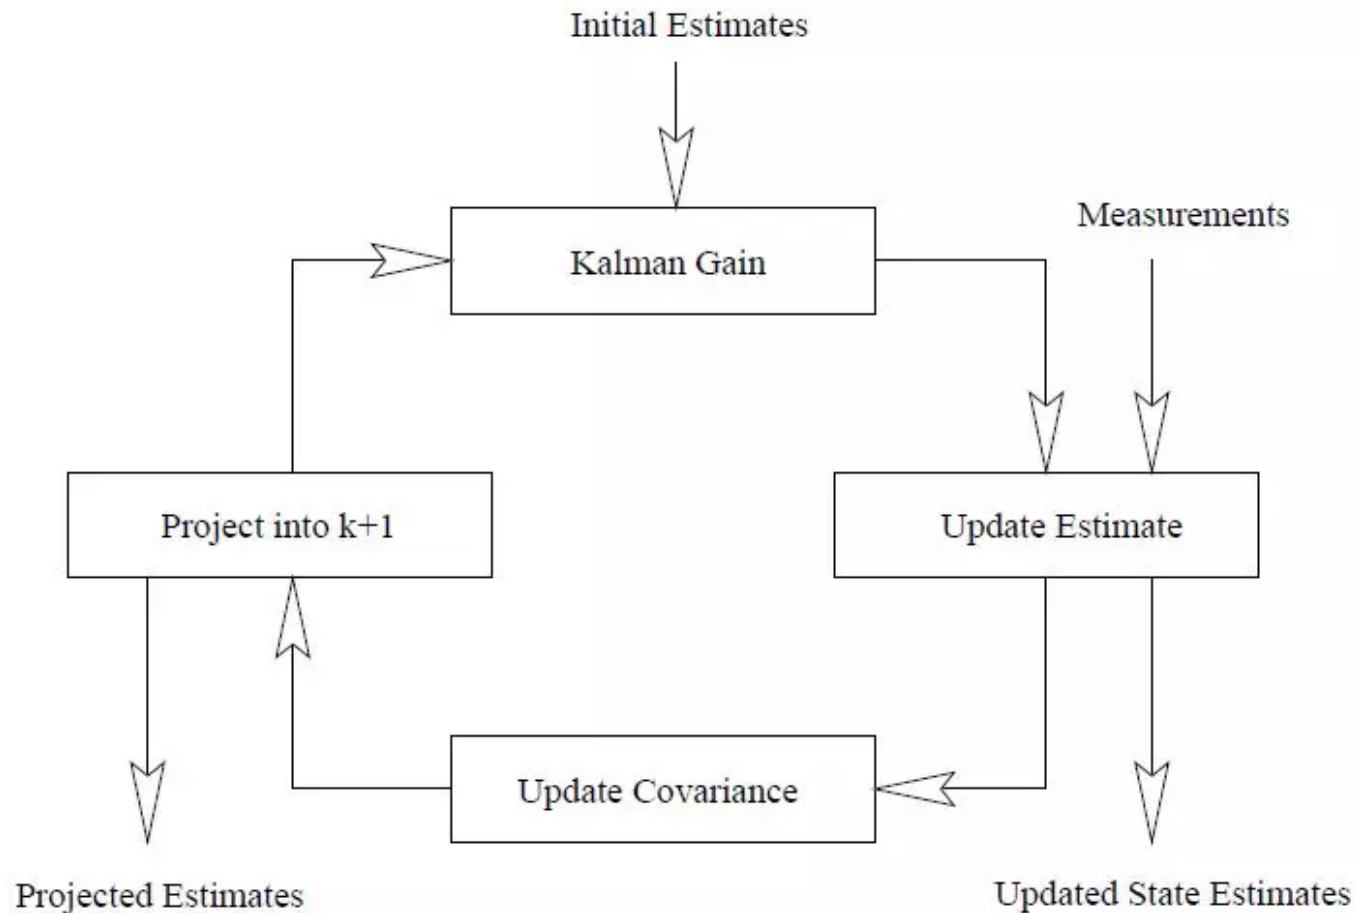 Initial Estimates
Measurements
Kalman Gain
Project into k+1
Update Estimate
Update Covariance
Projected Estimates
Updated State Estimates